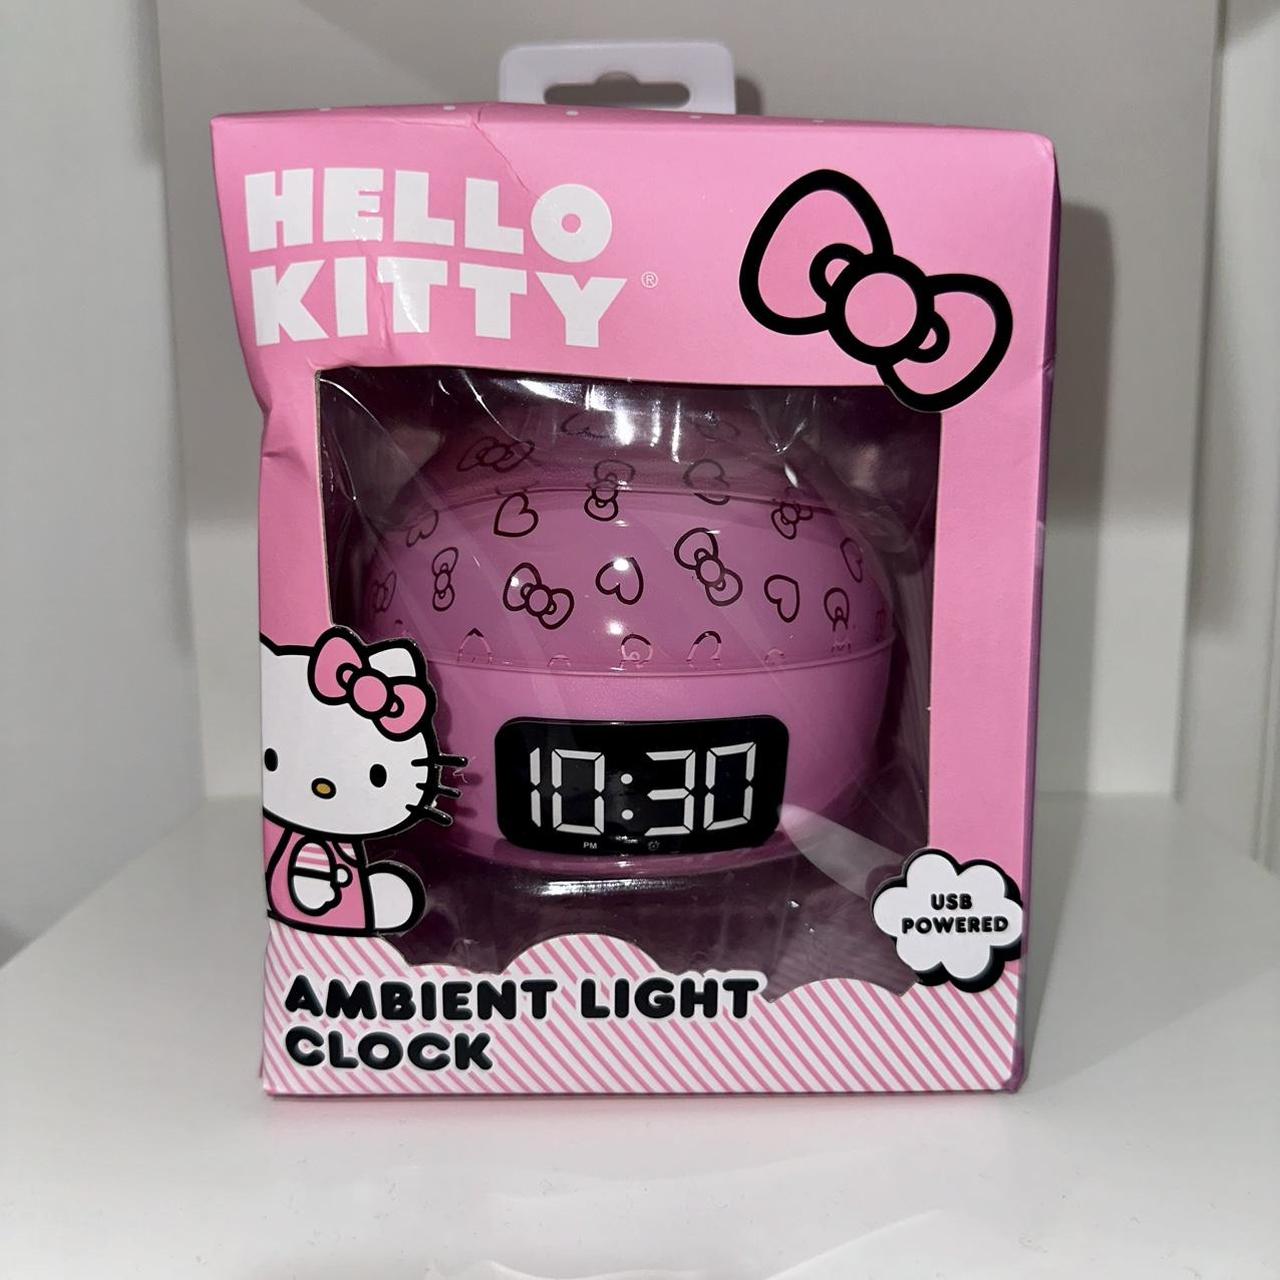 HELLO
KITTY®
10:30
PM
USB
POWERED
AMBIENT LIGHT
CLOCK